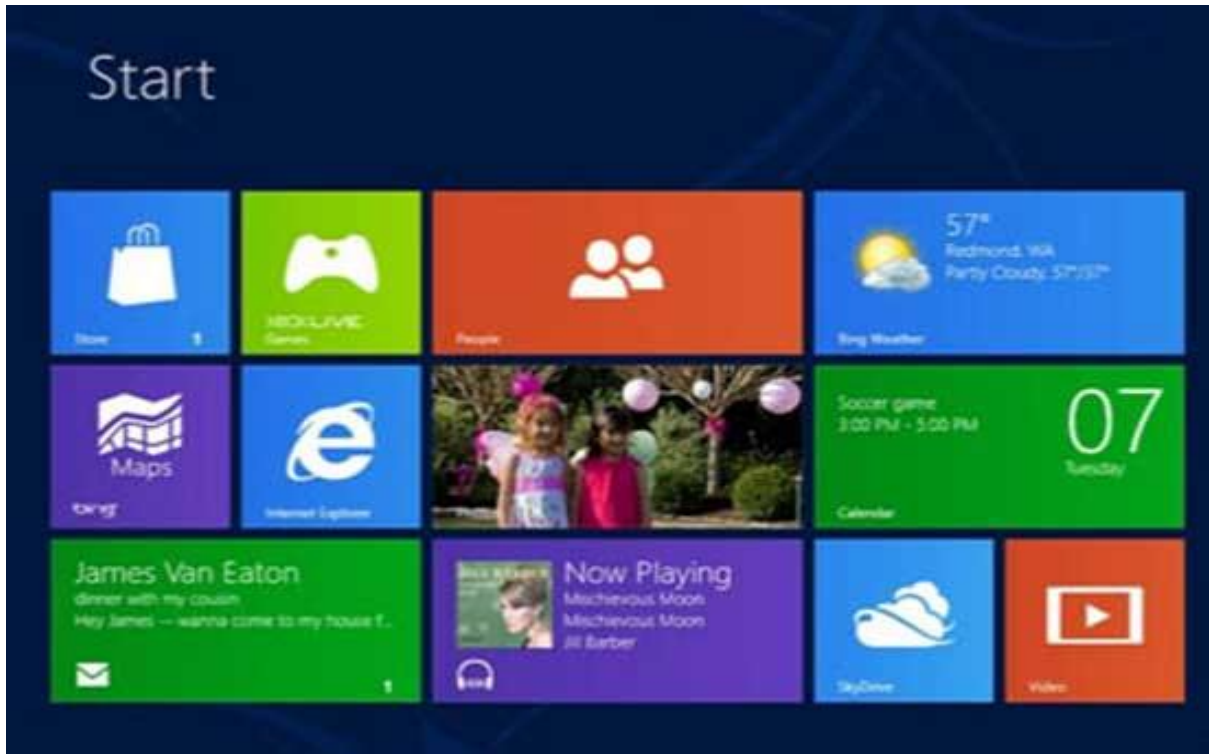 Start
Store
1
XBOX LIVE
Games
People
57°
Redmond, WA
Partly Cloudy, 57°/37°
Bing Weather
Maps
bing
Internet Explorer
Soccer game
3:00 PM - 5:00 PM
07
Tuesday
Calendar
James Van Eaton
dinner with my cousin
Hey James — wanna come to my house f...
1
Now Playing
Mischievous Moon
Mischievous Moon
Jill Barber
SkyDrive
Video